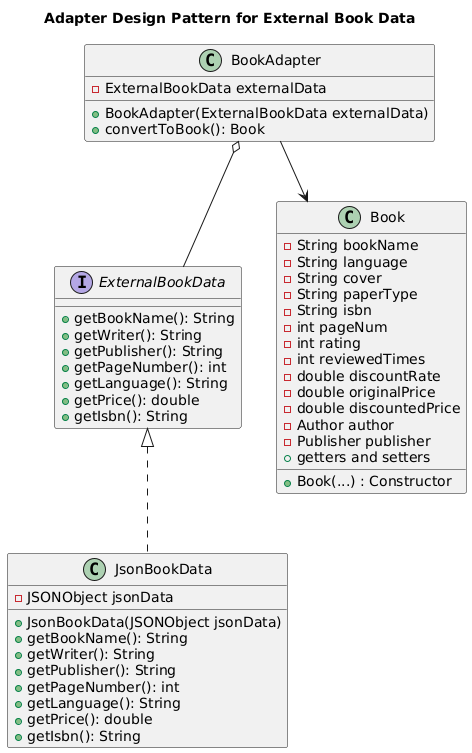 Adapter Design Pattern for External Book Data
C BookAdapter
ExternalBookData externalData
BookAdapter(ExternalBookData externalData)
convertToBook(): Book
I ExternalBookData
getBookName(): String
getWriter(): String
getPublisher(): String
getPageNumber(): int
getLanguage(): String
getPrice(): double
getIsbn(): String
C Book
String bookName
String language
String cover
String paperType
String isbn
int pageNum
int rating
int reviewedTimes
double discountRate
double originalPrice
double discountedPrice
Author author
Publisher publisher
getters and setters
Book(...) : Constructor
C JsonBookData
JSONObject jsonData
JsonBookData(JSONObject jsonData)
getBookName(): String
getWriter(): String
getPublisher(): String
getPageNumber(): int
getLanguage(): String
getPrice(): double
getIsbn(): String